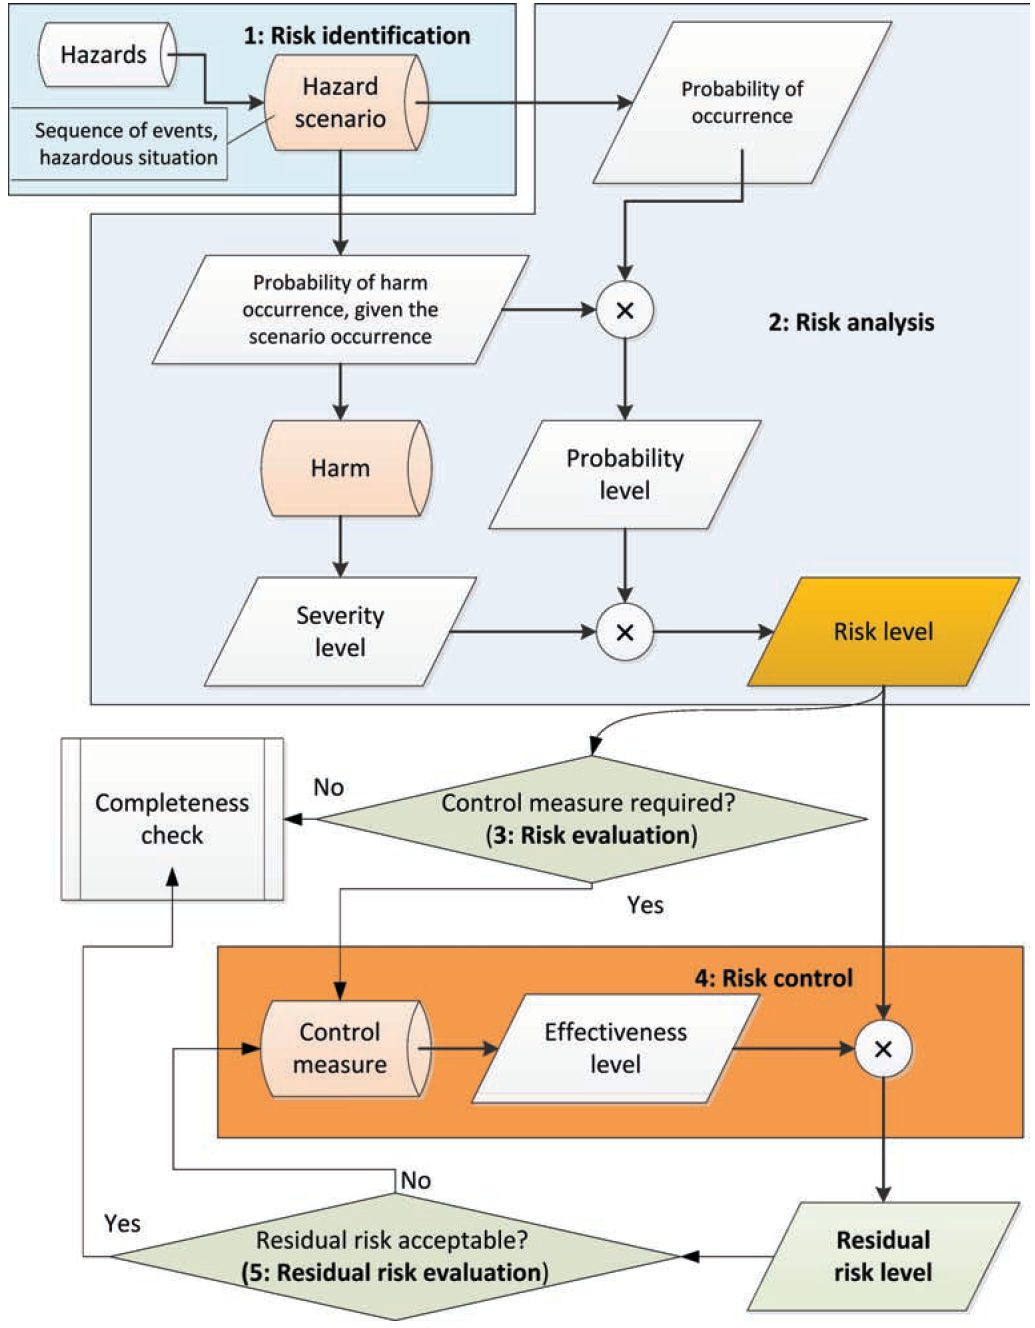 1: Risk identification
Hazards
Hazard
scenario
Sequence of events,
hazardous situation
Probability of
occurrence
Probability of harm
occurrence, given the
scenario occurrence
×
2: Risk analysis
Harm
Probability
level
Severity
level
×
Risk level
No
Completeness
check
Control measure required?
(3: Risk evaluation)
Yes
4: Risk control
Control
measure
Effectiveness
level
×
No
Yes
Residual risk acceptable?
(5: Residual risk evaluation)
Residual
risk level